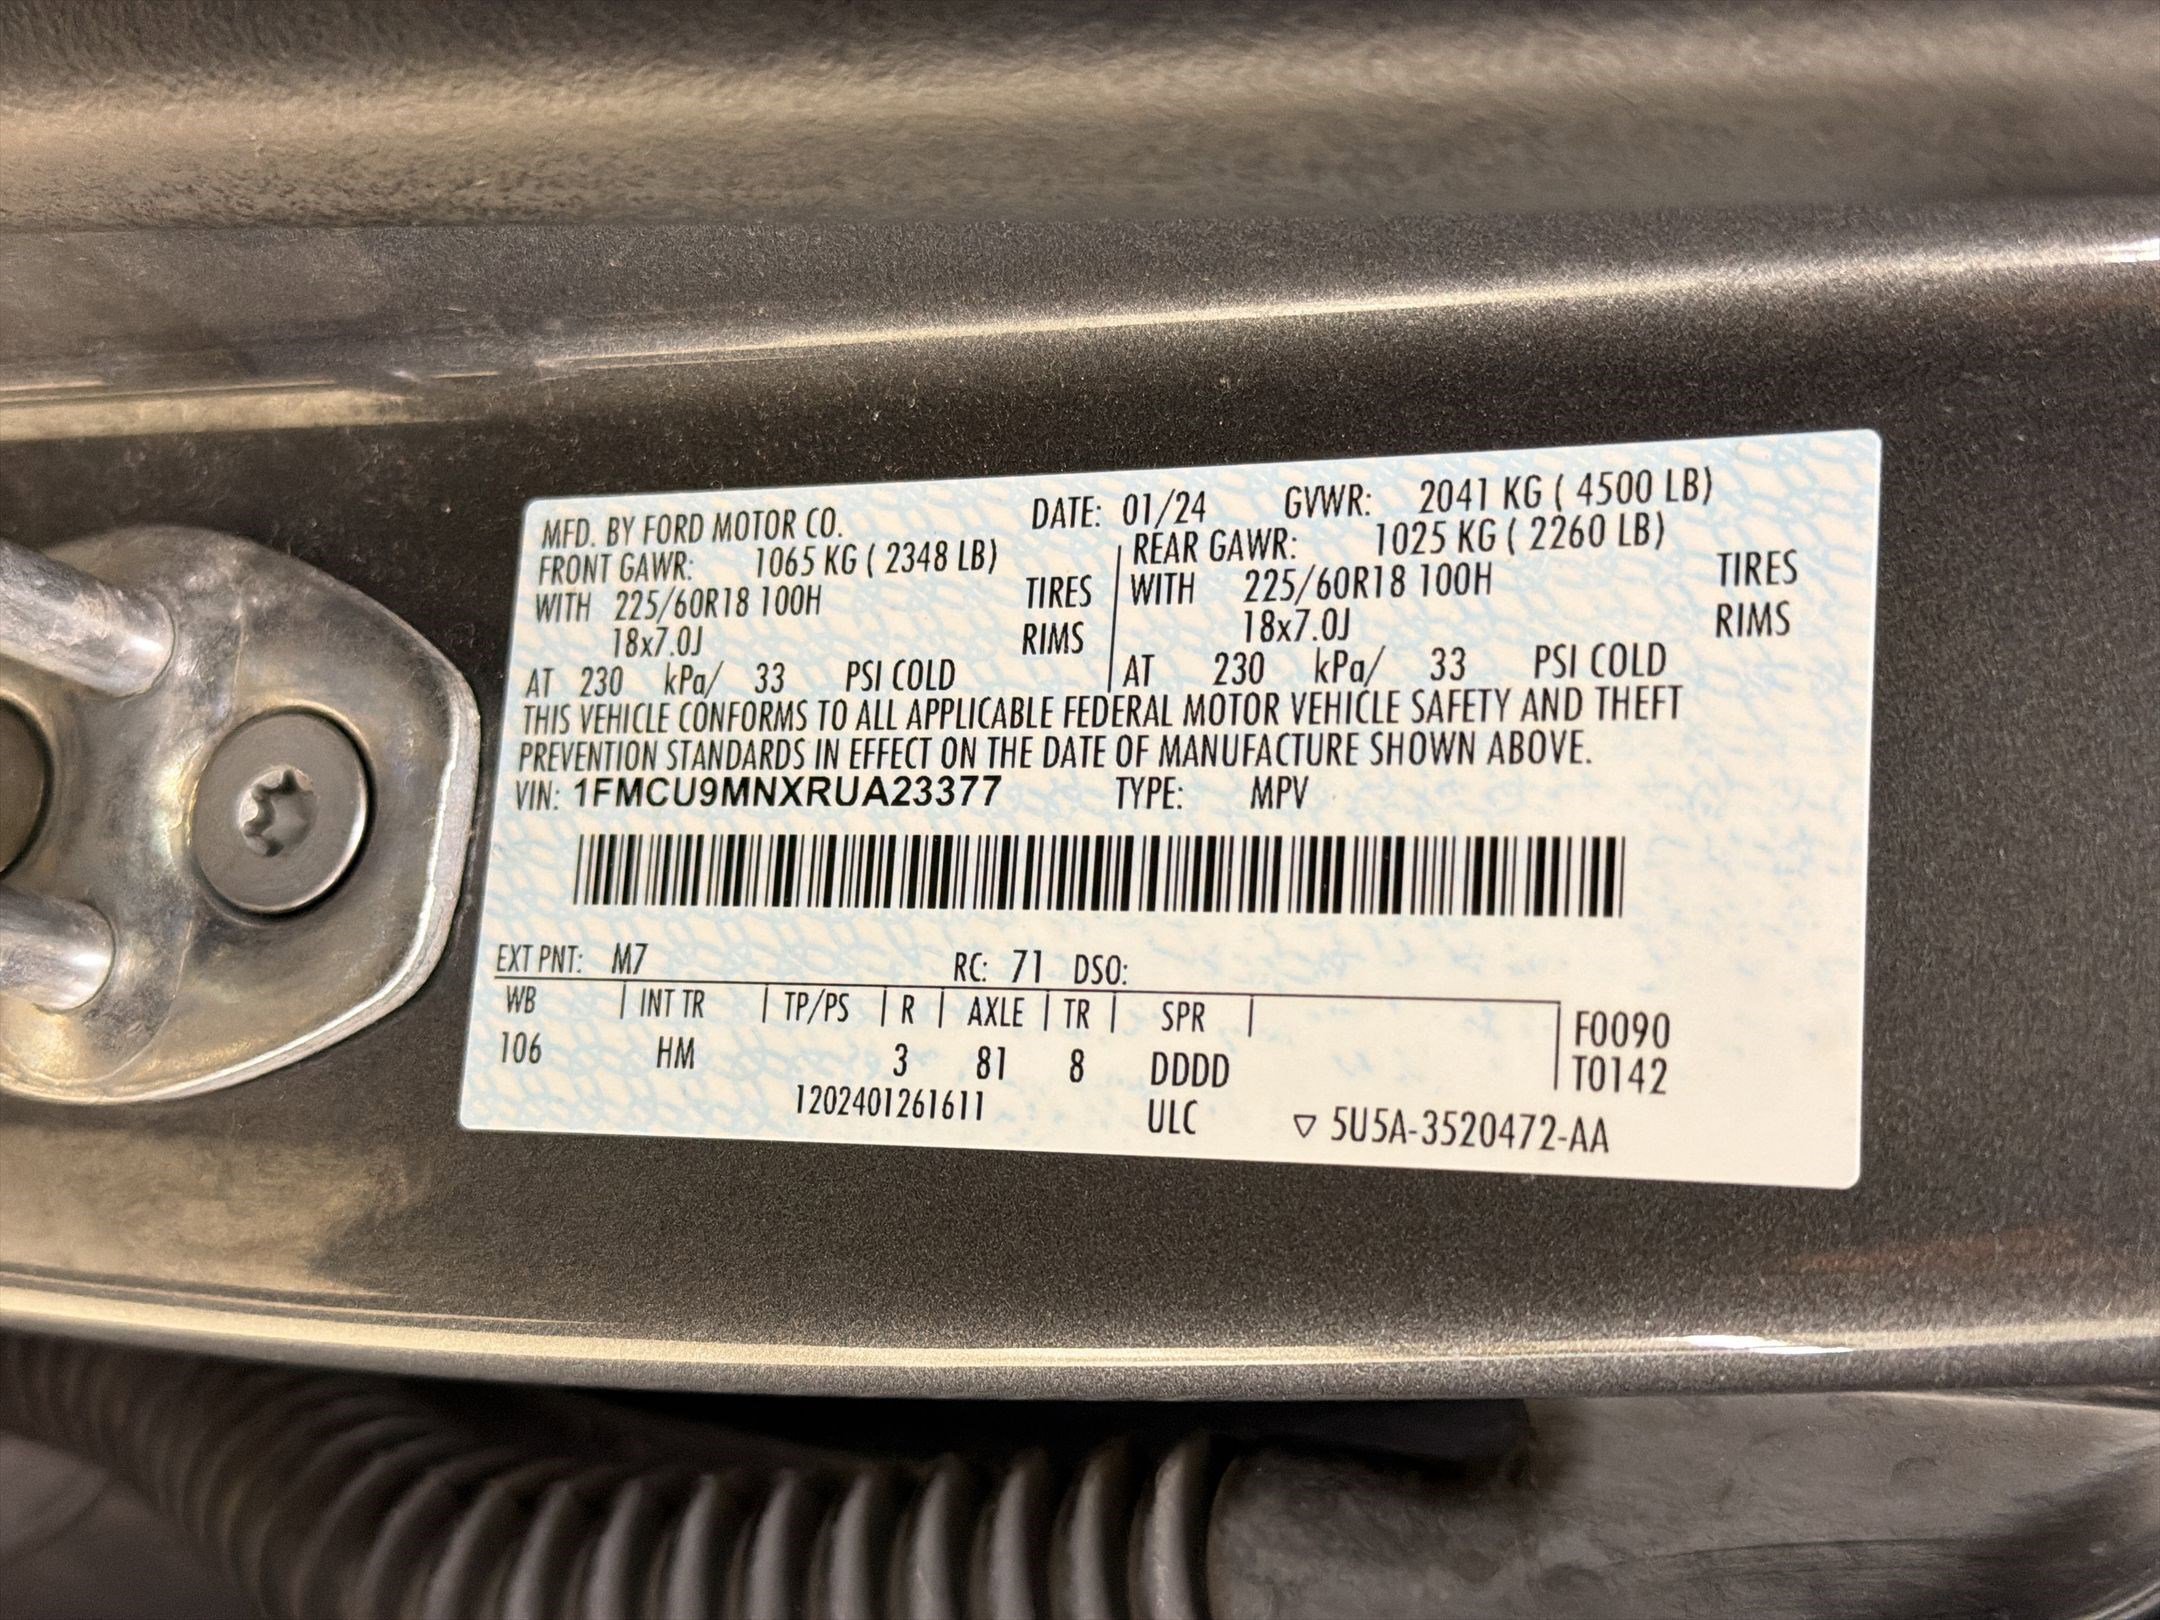 MFD. BY FORD MOTOR CO. DATE: 01/24 GVWR: 2041 KG ( 4500 LB)
FRONT GAWR: 1065 KG ( 2348 LB) REAR GAWR: 1025 KG ( 2260 LB)
WITH 225/60R18 100H TIRES WITH 225/60R18 100H TIRES
18x7.0J RIMS 18x7.0J RIMS
AT 230 kPa/ 33 PSI COLD AT 230 kPa/ 33 PSI COLD
THIS VEHICLE CONFORMS TO ALL APPLICABLE FEDERAL MOTOR VEHICLE SAFETY AND THEFT
PREVENTION STANDARDS IN EFFECT ON THE DATE OF MANUFACTURE SHOWN ABOVE.
VIN: 1FMCU9MNXRUA23377 TYPE: MPV
EXT PNT: M7 RC: 71 DSO:
WB INT TR TP/PS R AXLE TR SPR F0090
106 HM 3 81 8 DDDD T0142
1202401261611 ULC ▽ 5U5A-3520472-AA